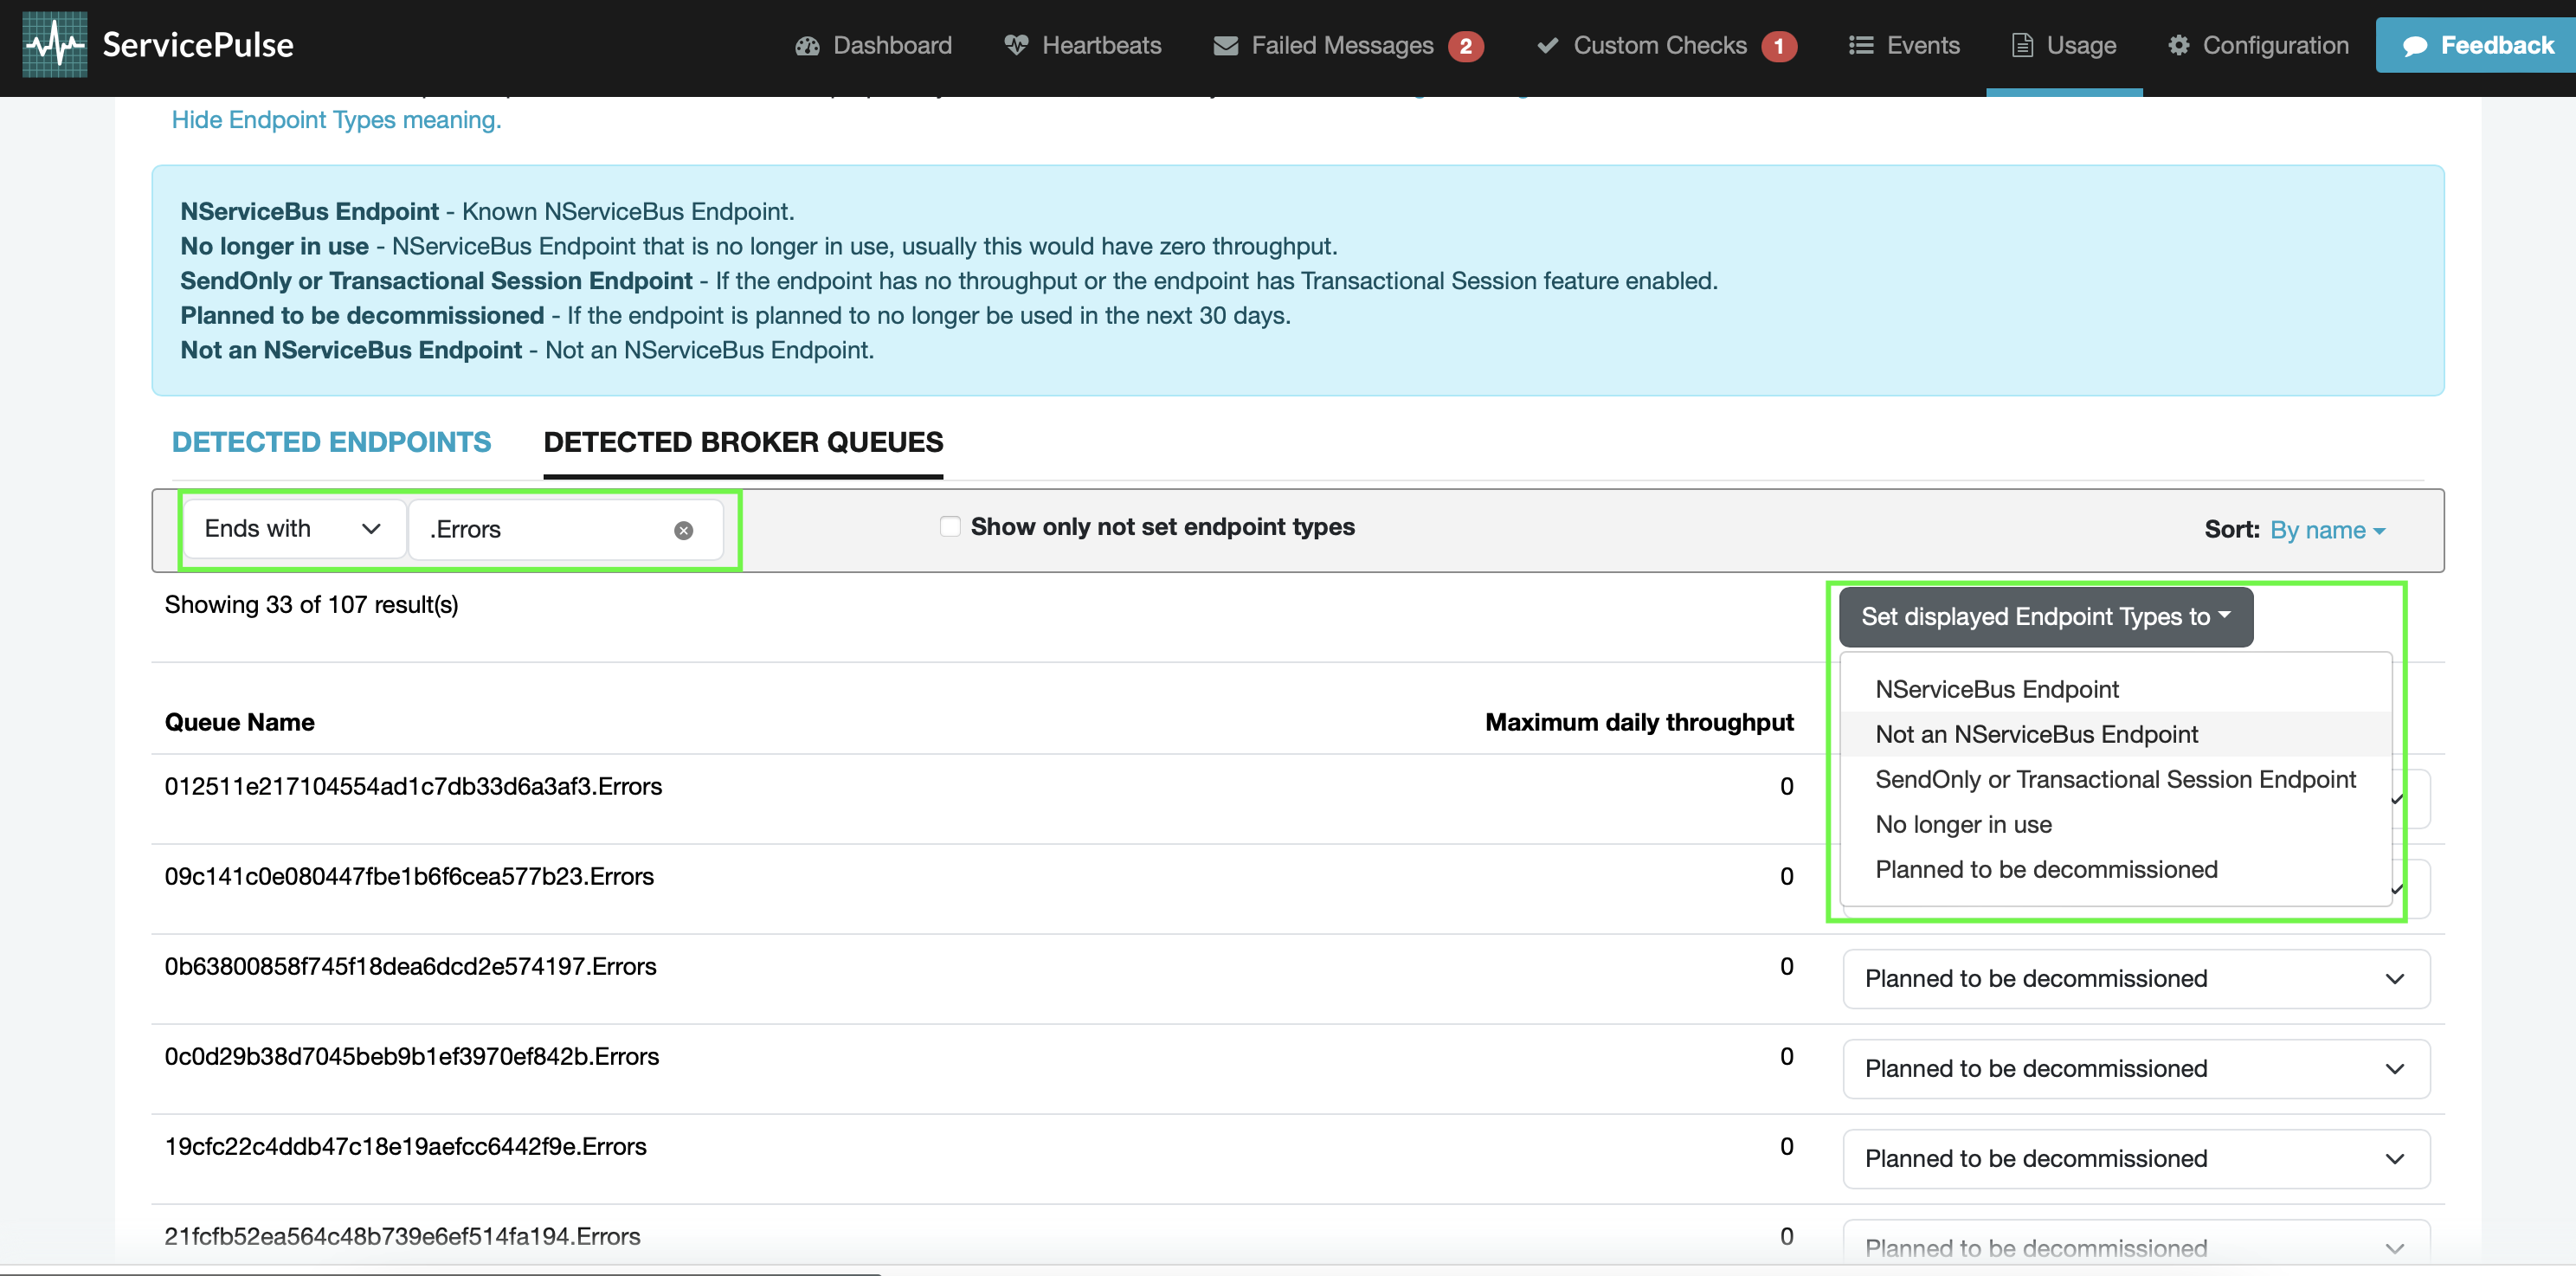 ServicePulse
Dashboard
Heartbeats
Failed Messages 2
Custom Checks 1
Events
Usage
Configuration
Feedback
Hide Endpoint Types meaning.
NServiceBus Endpoint - Known NServiceBus Endpoint.
No longer in use - NServiceBus Endpoint that is no longer in use, usually this would have zero throughput.
SendOnly or Transactional Session Endpoint - If the endpoint has no throughput or the endpoint has Transactional Session feature enabled.
Planned to be decommissioned - If the endpoint is planned to no longer be used in the next 30 days.
Not an NServiceBus Endpoint - Not an NServiceBus Endpoint.
DETECTED ENDPOINTS
DETECTED BROKER QUEUES
Ends with
.Errors
Show only not set endpoint types
Sort: By name
Showing 33 of 107 result(s)
Set displayed Endpoint Types to
NServiceBus Endpoint
Not an NServiceBus Endpoint
SendOnly or Transactional Session Endpoint
No longer in use
Planned to be decommissioned
Queue Name
Maximum daily throughput
012511e217104554ad1c7db33d6a3af3.Errors 0
09c141c0e080447fbe1b6f6cea577b23.Errors 0
0b63800858f745f18dea6dcd2e574197.Errors 0 Planned to be decommissioned
0c0d29b38d7045beb9b1ef3970ef842b.Errors 0 Planned to be decommissioned
19cfc22c4ddb47c18e19aefcc6442f9e.Errors 0 Planned to be decommissioned
21fcfb52ea564c48b739e6ef514fa194.Errors 0 Planned to be decommissioned